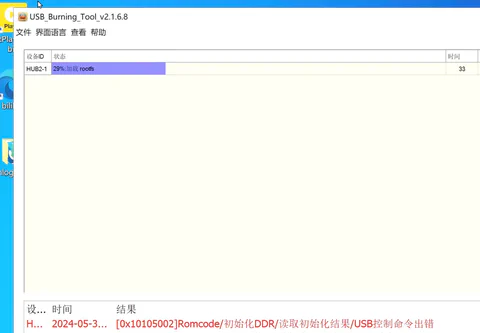 USB_Burning_Tool_v2.1.6.8
文件 界面语言 查看 帮助
设备ID 状态 时间
HUB2-1 29%:加载 rootfs 33
bili
设... 时间 结果
H... 2024-05-3... [0x10105002]Romcode/初始化DDR/读取初始化结果/USB控制命令出错